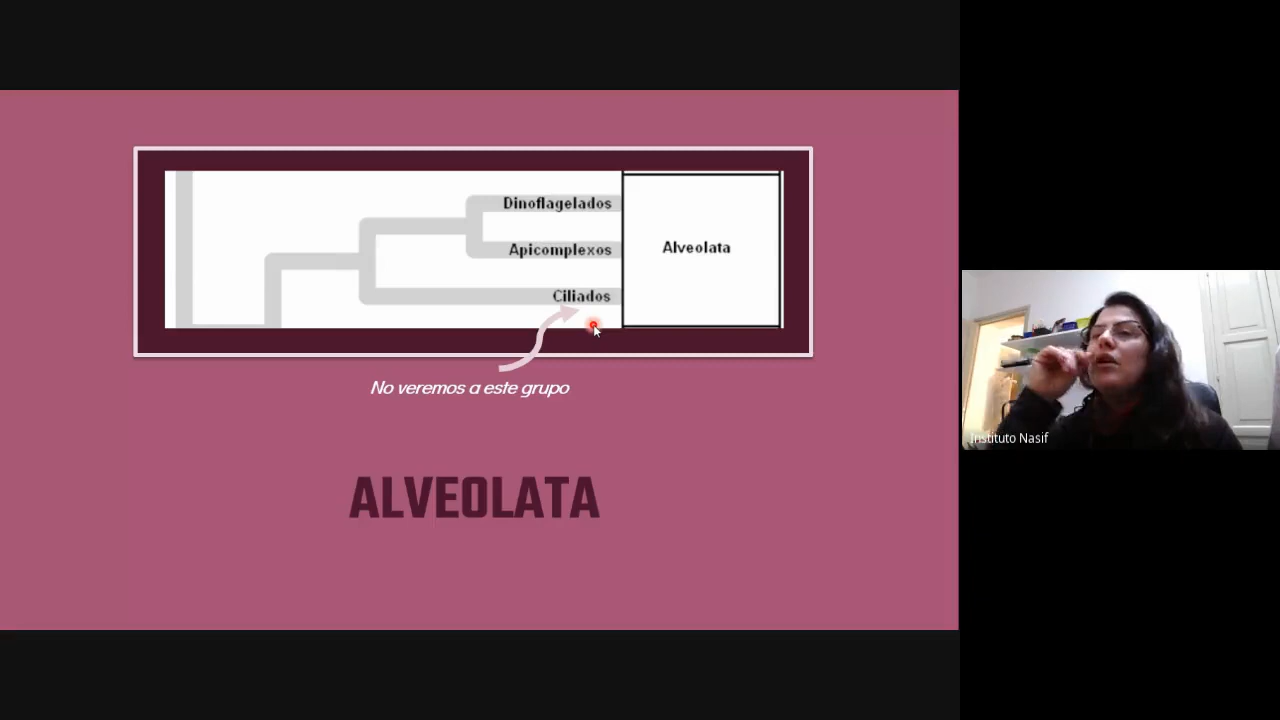 Dinoflagelados
Apicomplexos
Alveolata
Ciliados
No veremos a este grupo
ALVEOLATA
Instituto Nasif